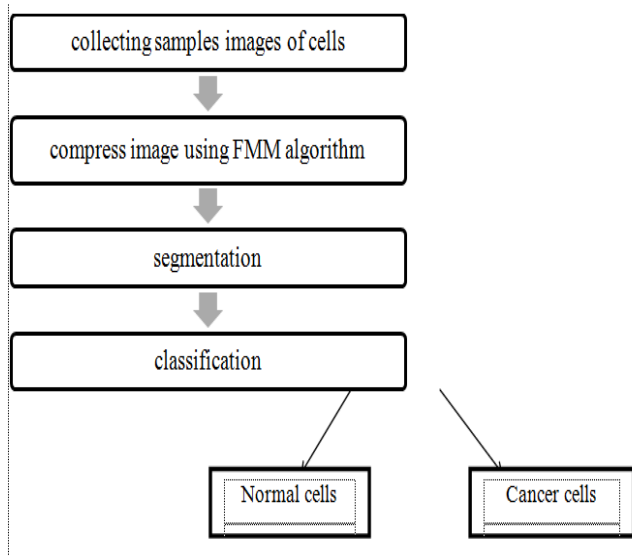 collecting samples images of cells
compress image using FMM algorithm
segmentation
classification
Normal cells
Cancer cells